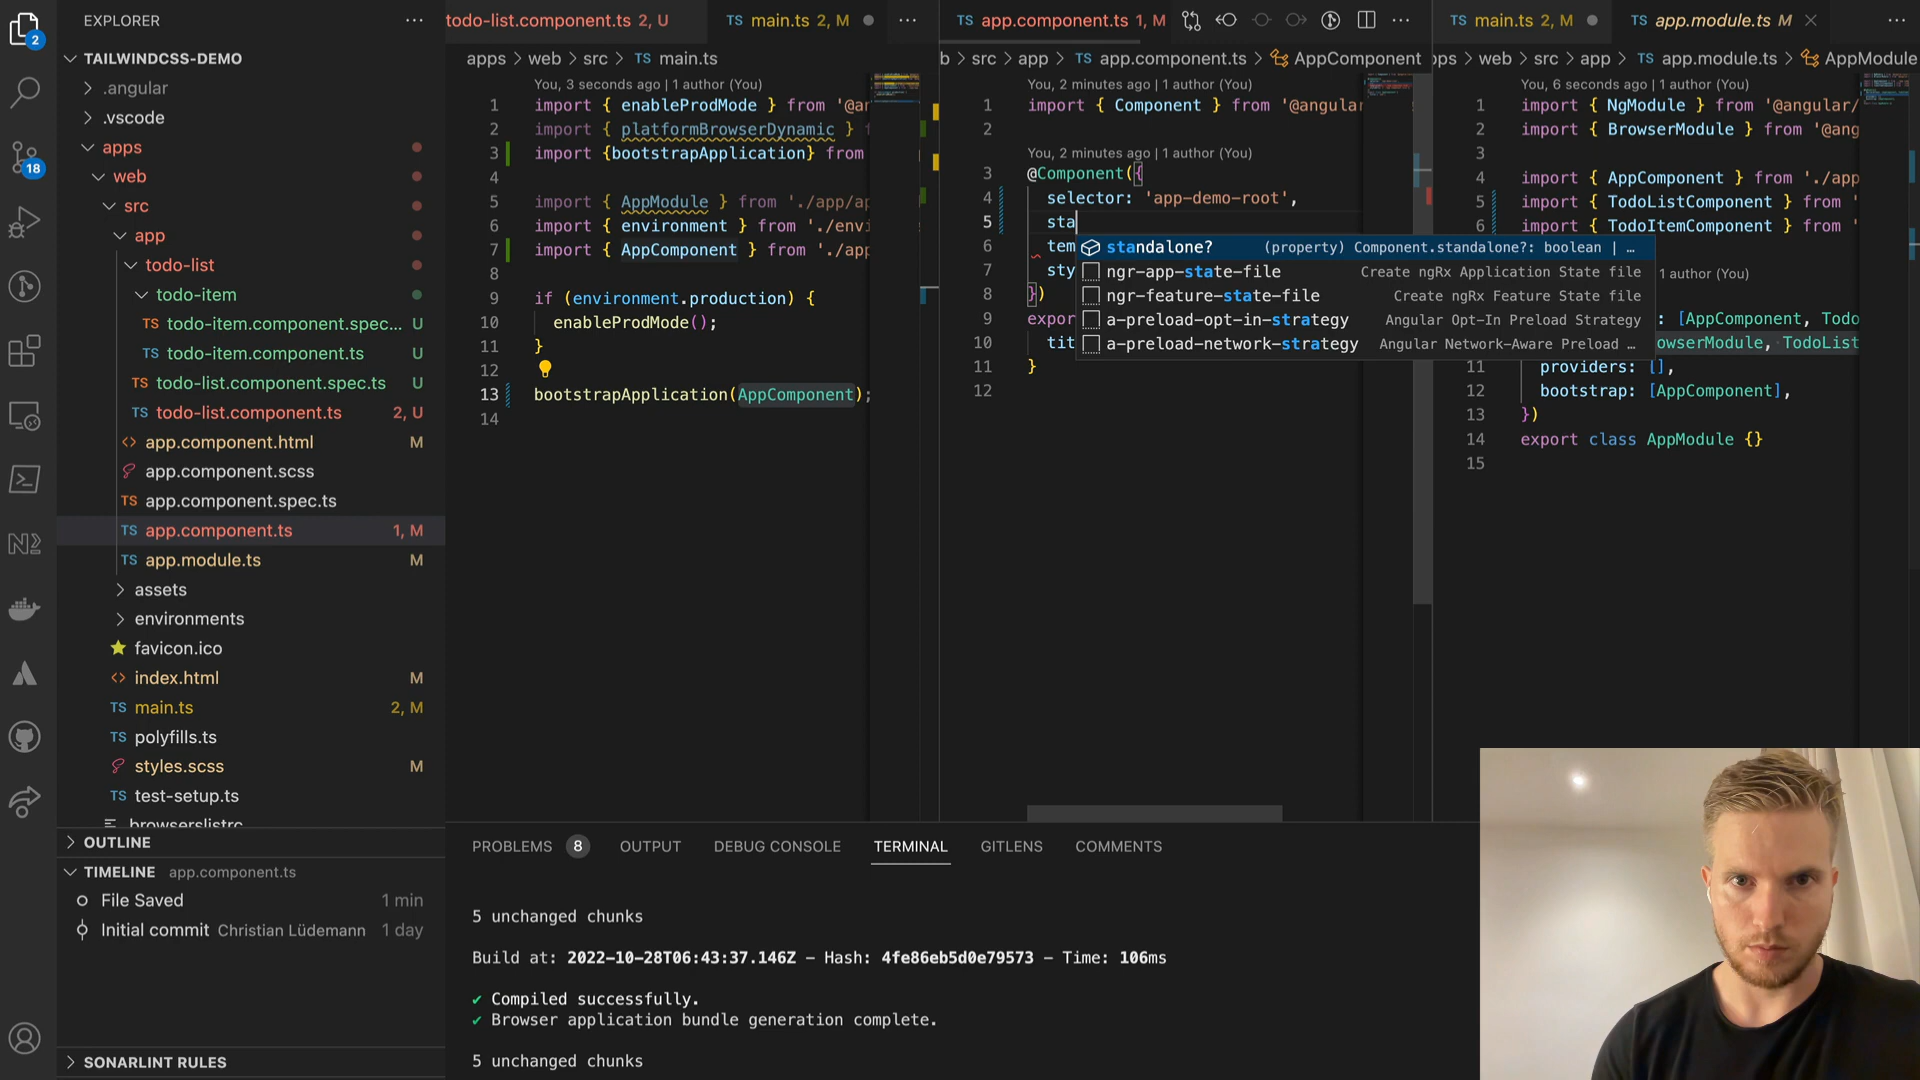 2
18
EXPLORER
TAILWINDCSS-DEMO
.angular
.vscode
apps
web
src
app
todo-list
todo-item
TS todo-item.component.spec... U
TS todo-item.component.ts U
TS todo-list.component.spec.ts U
TS todo-list.component.ts 2, U
app.component.html M
app.component.scss
TS app.component.spec.ts
TS app.component.ts 1, M
TS app.module.ts M
assets
environments
favicon.ico
index.html M
TS main.ts 2, M
TS polyfills.ts
styles.scss M
TS test-setup.ts
browserslistrc
OUTLINE
TIMELINE app.component.ts
File Saved 1 min
Initial commit Christian Lüdemann 1 day
SONARLINT RULES
todo-list.component.ts 2, U
TS main.ts 2, M
apps > web > src > TS main.ts
You, 3 seconds ago | 1 author (You)
1 import { enableProdMode } from '@an
2 import { platformBrowserDynamic } f
3 import {bootstrapApplication} from
4
5 import { AppModule } from './app/ap
6 import { environment } from './envi
7 import { AppComponent } from './app
8
9 if (environment.production) {
10 enableProdMode();
11 }
12
13 bootstrapApplication(AppComponent);
14
TS app.component.ts 1, M
b > src > app > TS app.component.ts > AppComponent
You, 2 minutes ago | 1 author (You)
1 import { Component } from '@angular
2
You, 2 minutes ago | 1 author (You)
3 @Component({
4 selector: 'app-demo-root',
5 sta
6 tem
7 sty
8 })
9 expor
10 tit
11 }
12
standalone? (property) Component.standalone?: boolean | …
ngr-app-state-file Create ngRx Application State file
ngr-feature-state-file Create ngRx Feature State file
a-preload-opt-in-strategy Angular Opt-In Preload Strategy
a-preload-network-strategy Angular Network-Aware Preload …
TS main.ts 2, M
TS app.module.ts M
ps > web > src > app > TS app.module.ts > AppModule
You, 6 seconds ago | 1 author (You)
1 import { NgModule } from '@angular/
2 import { BrowserModule } from '@ang
3
4 import { AppComponent } from './app
5 import { TodoListComponent } from '
6 import { TodoItemComponent } from '
1 author (You)
: [AppComponent, Todo
owserModule, TodoList
11 providers: [],
12 bootstrap: [AppComponent],
13 })
14 export class AppModule {}
15
PROBLEMS 8 OUTPUT DEBUG CONSOLE TERMINAL GITLENS COMMENTS
5 unchanged chunks
Build at: 2022-10-28T06:43:37.146Z - Hash: 4fe86eb5d0e79573 - Time: 106ms
✔ Compiled successfully.
✔ Browser application bundle generation complete.
5 unchanged chunks